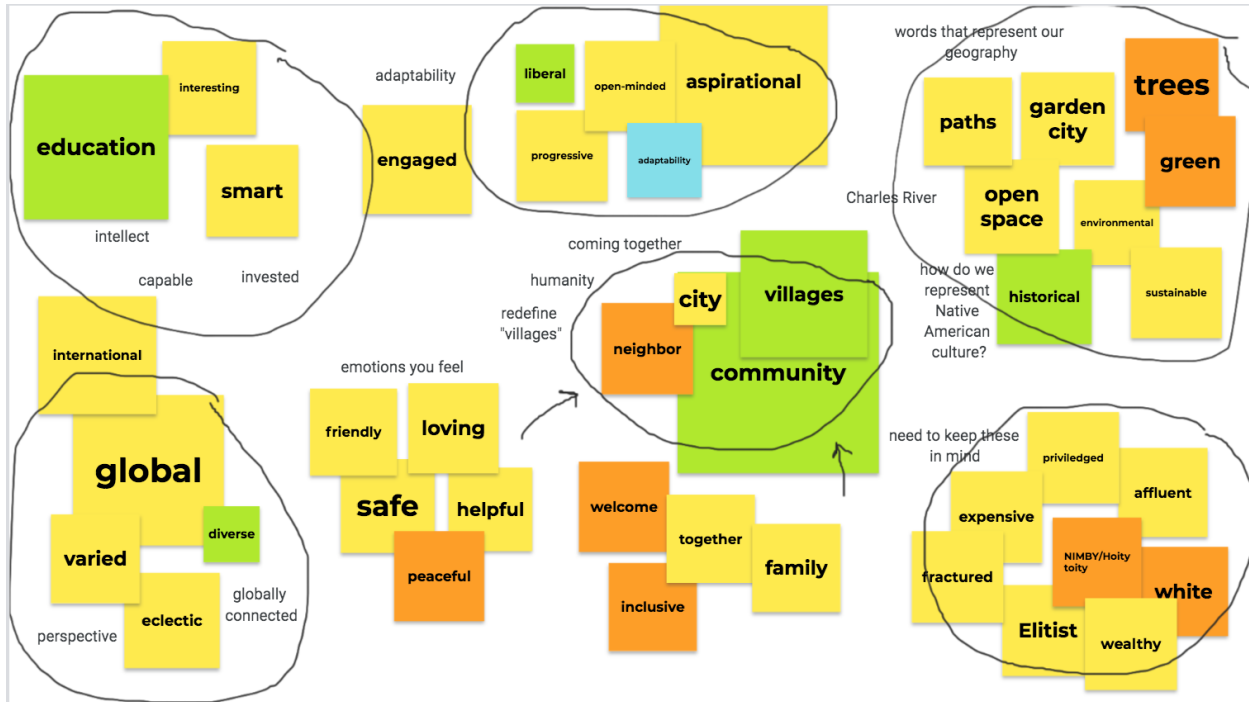 interesting
education
smart
intellect
capable
invested
adaptability
engaged
liberal
open-minded
aspirational
progressive
adaptability
words that represent our
geography
trees
paths
garden
city
green
Charles River
open
space
environmental
how do we
represent
Native
American
culture?
historical
sustainable
coming together
humanity
redefine
"villages"
city
villages
neighbor
community
international
global
diverse
varied
eclectic
globally
connected
perspective
emotions you feel
friendly
loving
safe
helpful
peaceful
welcome
together
family
inclusive
need to keep these
in mind
priviledged
affluent
expensive
NIMBY/Hoity
toity
fractured
white
Elitist
wealthy